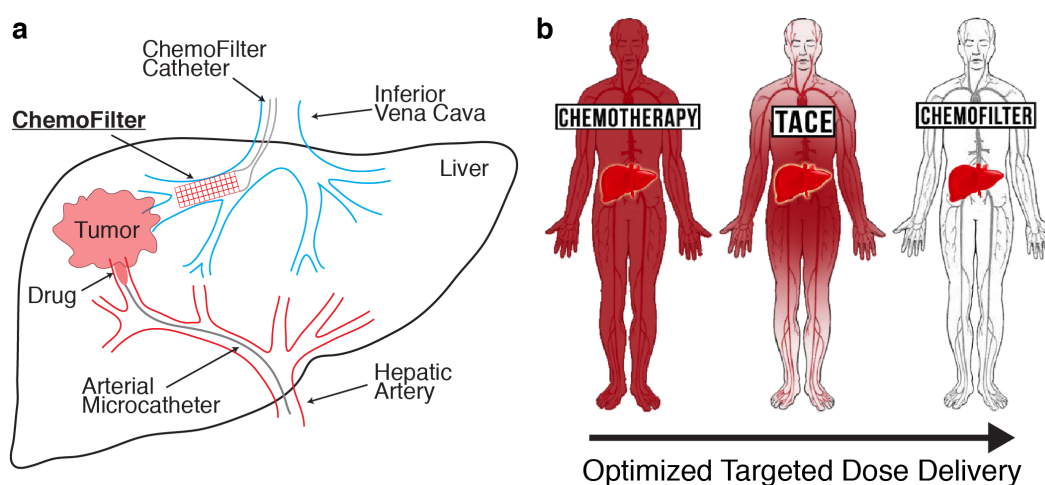 a
ChemoFilter
Catheter
Inferior
Vena Cava
ChemoFilter
Liver
Tumor
Drug
Arterial
Microcatheter
Hepatic
Artery
b
CHEMOTHERAPY
TACE
CHEMOFILTER
Optimized Targeted Dose Delivery